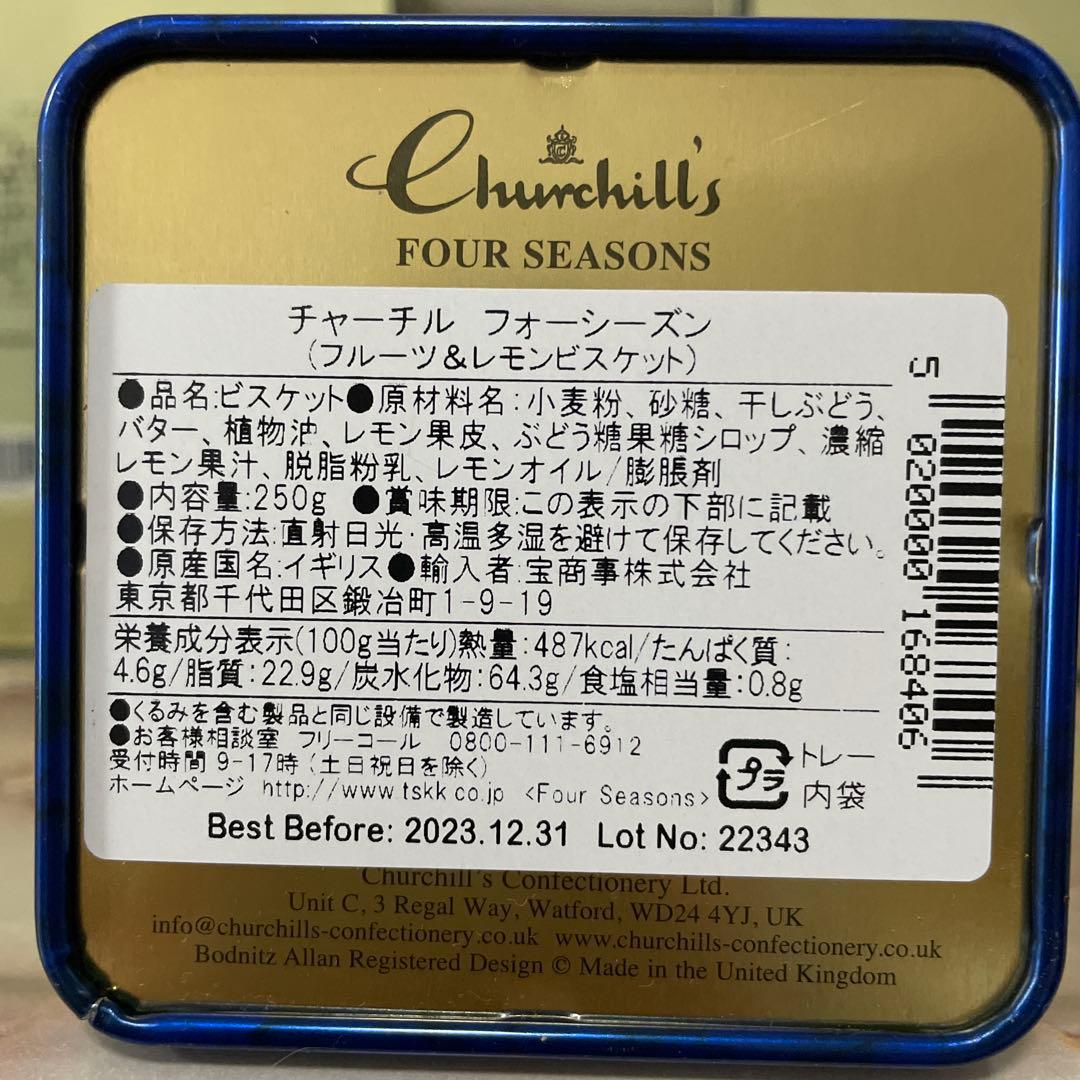 Churchill's
FOUR SEASONS
チャーチル フォーシーズン
(フルーツ&レモンビスケット)
●品名:ビスケット●原材料名:小麦粉、砂糖、干しぶどう、
バター、植物油、レモン果皮、ぶどう糖果糖シロップ、濃縮
レモン果汁、脱脂粉乳、レモンオイル/膨脹剤
●内容量:250g ●賞味期限:この表示の下部に記載
●保存方法:直射日光・高温多湿を避けて保存してください。
●原産国名:イギリス●輸入者:宝商事株式会社
東京都千代田区鍛冶町1-9-19
栄養成分表示(100g当たり)熱量:487kcal/たんぱく質:
4.6g/脂質:22.9g/炭水化物:64.3g/食塩相当量:0.8g
●くるみを含む製品と同じ設備で製造しています。
●お客様相談室 フリーコール 0800-111-6912
受付時間 9-17時(土日祝日を除く)
ホームページ http://www.tskk.co.jp <Four Seasons>
プラ
トレー
内袋
Best Before: 2023.12.31 Lot No: 22343
5 020000 168406
Churchill's Confectionery Ltd.
Unit C, 3 Regal Way, Watford, WD24 4YJ, UK
info@churchills-confectionery.co.uk www.churchills-confectionery.co.uk
Bodnitz Allan Registered Design © Made in the United Kingdom